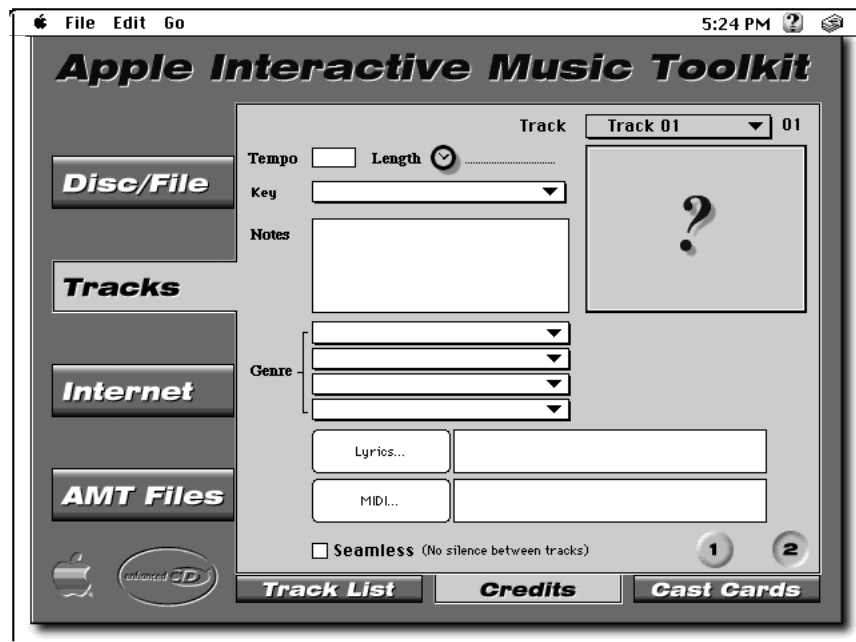 File Edit Go 5:24 PM
Apple Interactive Music Toolkit
Track Track 01 01
Tempo Length
Disc/File
Key
Notes
?
Tracks
Genre
Internet
Lyrics...
AMT Files
MIDI...
Seamless (No silence between tracks) 1 2
enhanced CD
Track List Credits Cast Cards